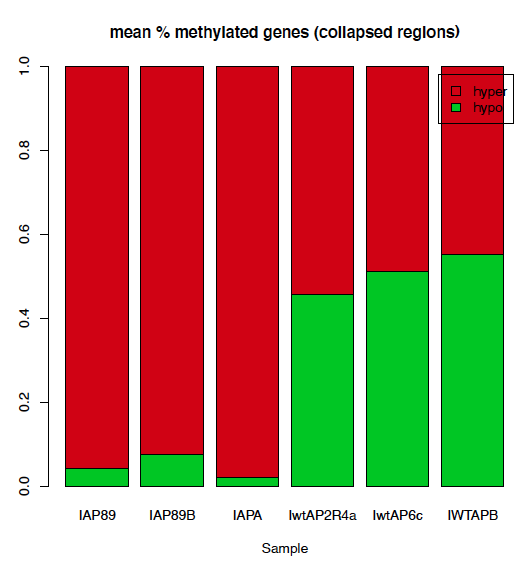 mean % methylated genes (collapsed regions)
1.0
0.8
0.6
0.4
0.2
0.0
hyper
hypo
IAP89 IAP89B IAPA IwtAP2R4a IwtAP6c IWTAPB
Sample